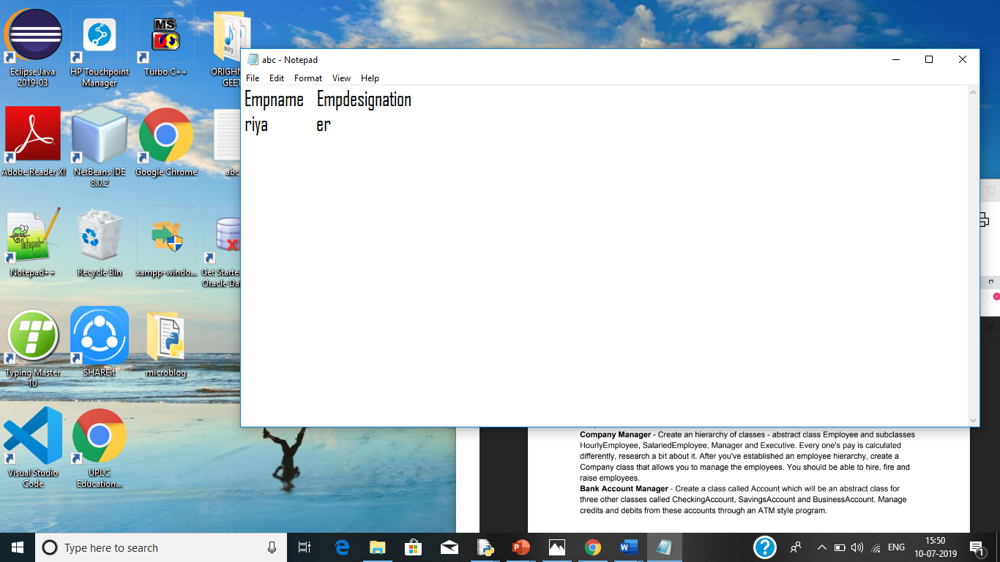 Eclipse Java
2019-03
HP Touchpoint
Manager
MS
Turbo C++
MP3
abc - Notepad
File Edit Format View Help
Empname Empdesignation
riya er
Adobe Reader XI
NetBeans IDE
8.0.2
Google Chrome
abc
Notepad++
Recycle Bin
xampp-windo...
Typing Master
10
SHAREit
microblog
Visual Studio
Code
UPLC
Education...
Company Manager - Create an hierarchy of classes - abstract class Employee and subclasses
HourlyEmployee, SalariedEmployee, Manager and Executive. Every one's pay is calculated
differently, research a bit about it. After you've established an employee hierarchy, create a
Company class that allows you to manage the employees. You should be able to hire, fire and
raise employees.
Bank Account Manager - Create a class called Account which will be an abstract class for
three other classes called CheckingAccount, SavingsAccount and BusinessAccount. Manage
credits and debits from these accounts through an ATM style program.
Type here to search
ENG
15:50
10-07-2019
1